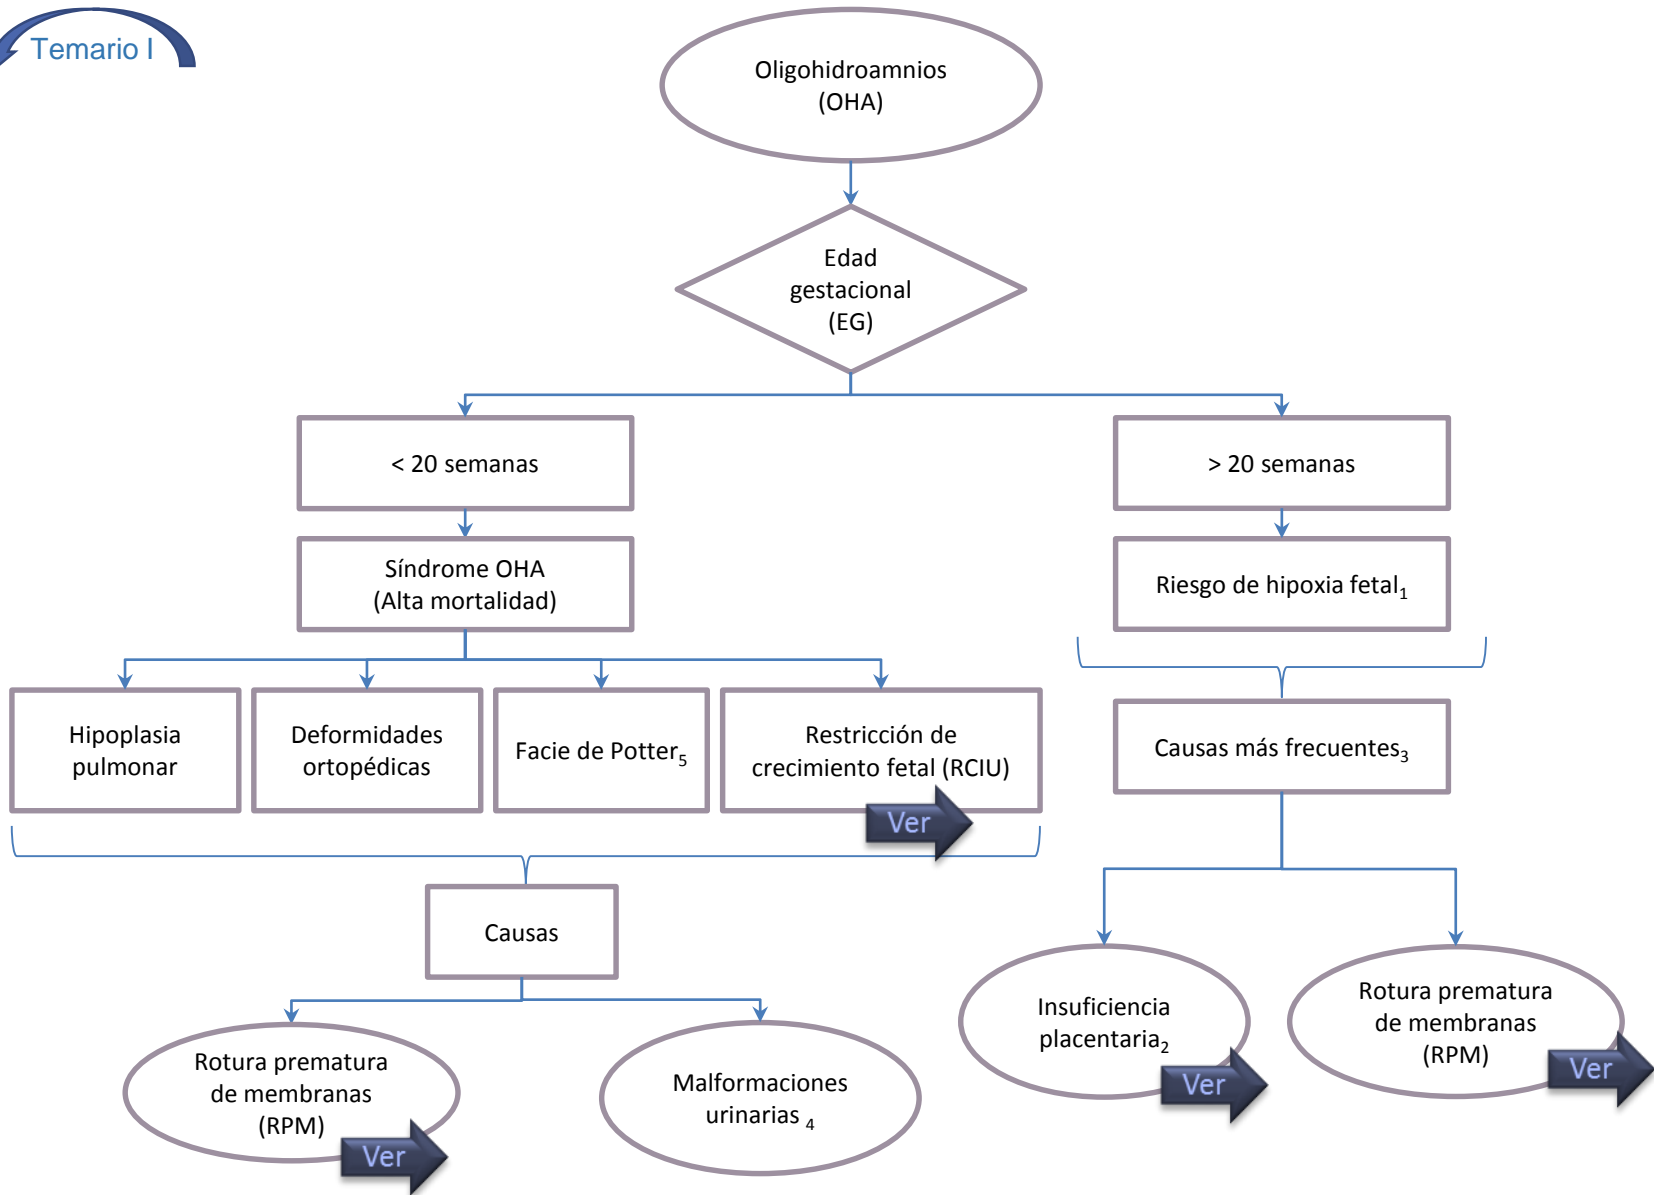 Temario I
Oligohidroamnios
(OHA)
Edad
gestacional
(EG)
< 20 semanas
> 20 semanas
Síndrome OHA
(Alta mortalidad)
Riesgo de hipoxia fetal1
Hipoplasia
pulmonar
Deformidades
ortopédicas
Facie de Potter5
Restricción de
crecimiento fetal (RCIU)
Ver
Causas más frecuentes3
Causas
Rotura prematura
de membranas
(RPM)
Ver
Malformaciones
urinarias 4
Insuficiencia
placentaria2
Ver
Rotura prematura
de membranas
(RPM)
Ver